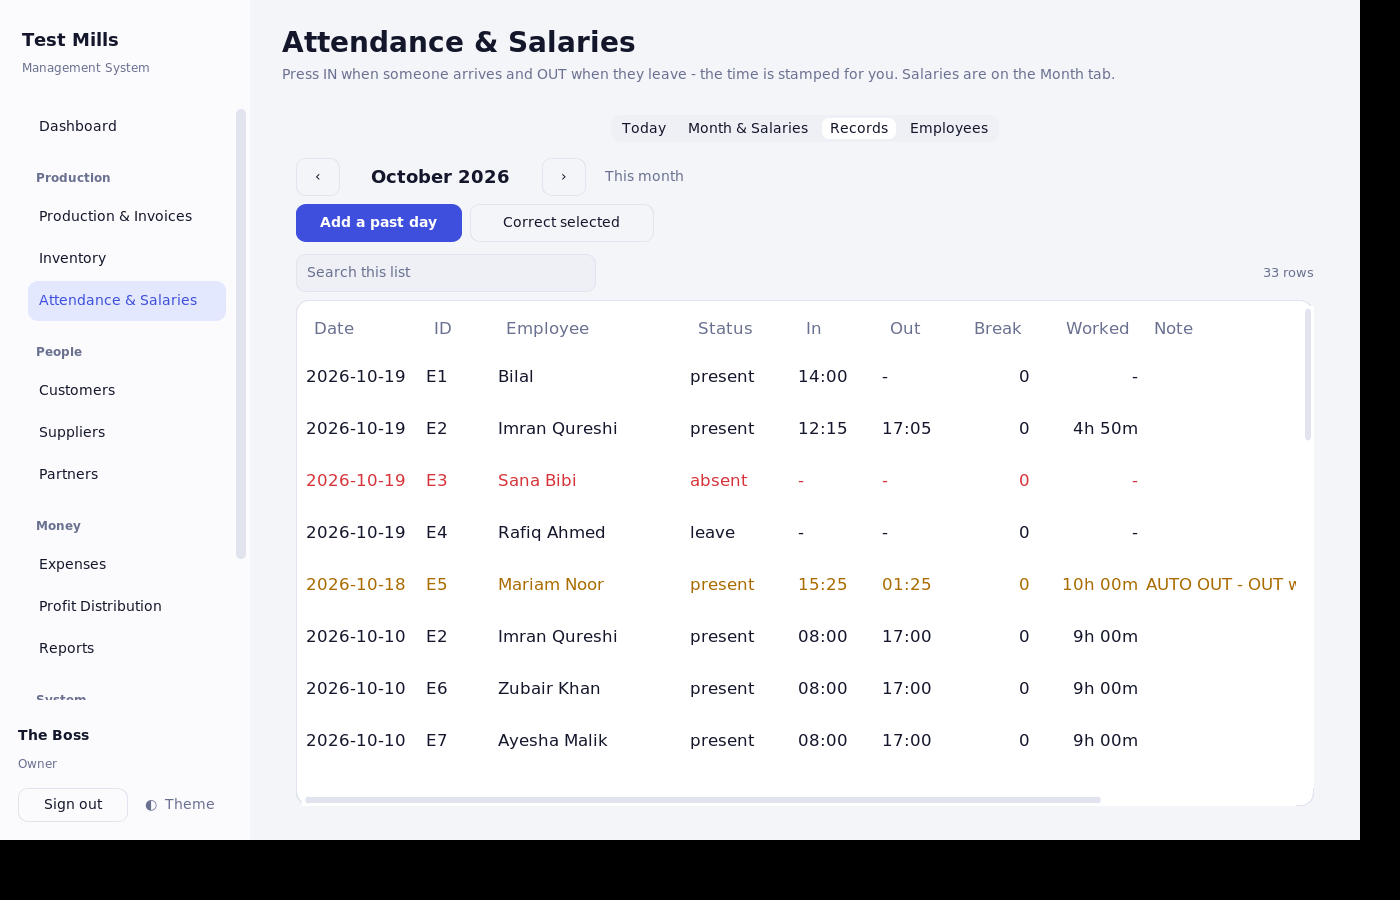 Test Mills
Management System
Dashboard
Production
Production & Invoices
Inventory
Attendance & Salaries
People
Customers
Suppliers
Partners
Money
Expenses
Profit Distribution
Reports
System
The Boss
Owner
Sign out
◐ Theme
Attendance & Salaries
Press IN when someone arrives and OUT when they leave - the time is stamped for you. Salaries are on the Month tab.
Today Month & Salaries Records Employees
‹ October 2026 › This month
Add a past day Correct selected
Search this list 33 rows
Date ID Employee Status In Out Break Worked Note
2026-10-19 E1 Bilal present 14:00 - 0 -
2026-10-19 E2 Imran Qureshi present 12:15 17:05 0 4h 50m
2026-10-19 E3 Sana Bibi absent - - 0 -
2026-10-19 E4 Rafiq Ahmed leave - - 0 -
2026-10-18 E5 Mariam Noor present 15:25 01:25 0 10h 00m AUTO OUT - OUT
2026-10-10 E2 Imran Qureshi present 08:00 17:00 0 9h 00m
2026-10-10 E6 Zubair Khan present 08:00 17:00 0 9h 00m
2026-10-10 E7 Ayesha Malik present 08:00 17:00 0 9h 00m